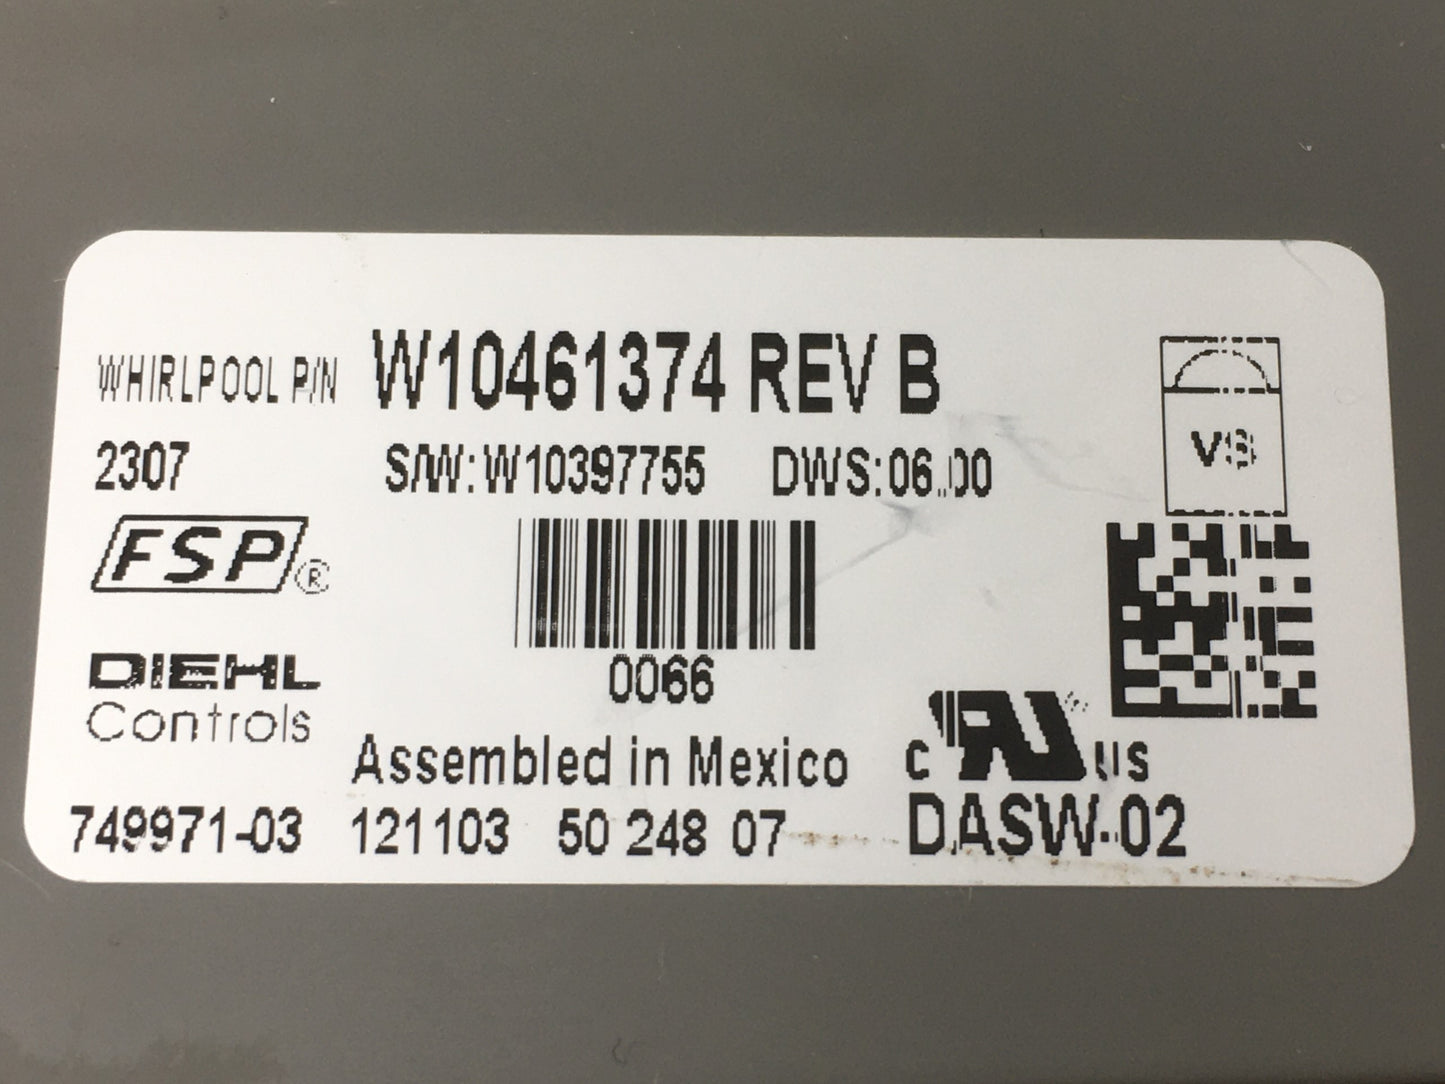 WHIRLPOOL P/N W10461374 REV B
2307 S/W: W10397755 DWS: 06.00
VS
FSP®
0066
DIEHL
Controls
Assembled in Mexico
c RU US
749971-03 121103 50 248 07 DASW-02